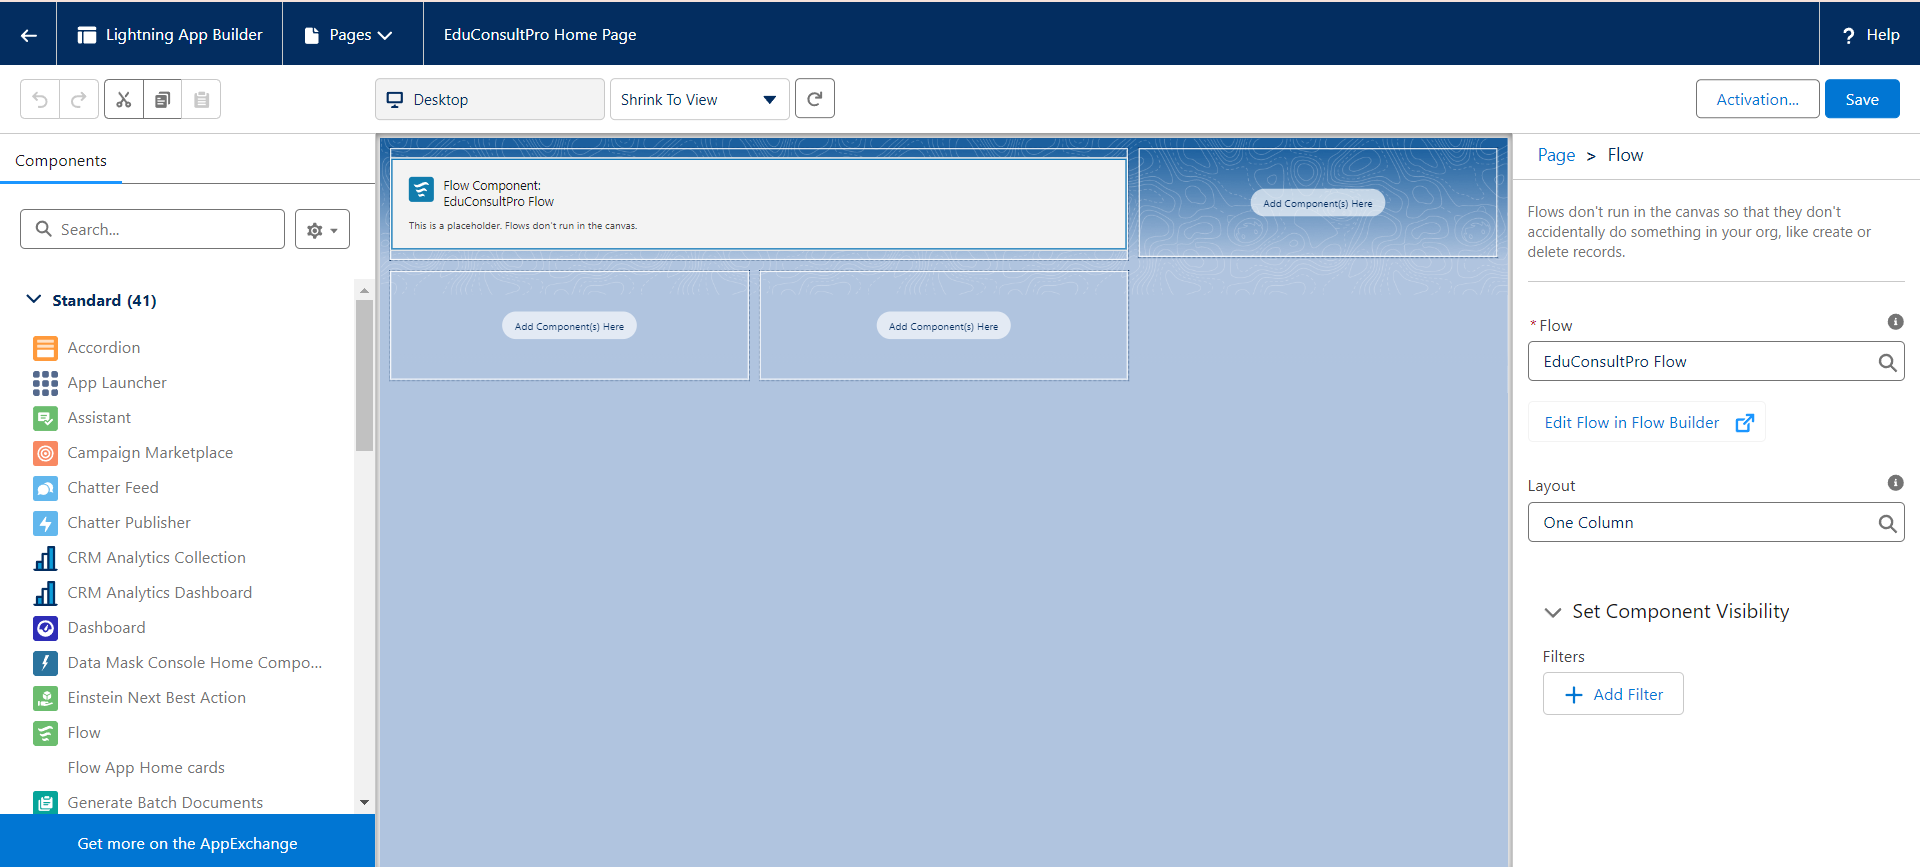 Lightning App Builder
Pages
EduConsultPro Home Page
? Help
Desktop
Shrink To View
Activation...
Save
Components
Search...
Standard (41)
Accordion
App Launcher
Assistant
Campaign Marketplace
Chatter Feed
Chatter Publisher
CRM Analytics Collection
CRM Analytics Dashboard
Dashboard
Data Mask Console Home Compo...
Einstein Next Best Action
Flow
Flow App Home cards
Generate Batch Documents
Get more on the AppExchange
Flow Component:
EduConsultPro Flow
This is a placeholder. Flows don't run in the canvas.
Add Component(s) Here
Add Component(s) Here
Add Component(s) Here
Page > Flow
Flows don't run in the canvas so that they don't
accidentally do something in your org, like create or
delete records.
* Flow
EduConsultPro Flow
Edit Flow in Flow Builder
Layout
One Column
Set Component Visibility
Filters
+ Add Filter